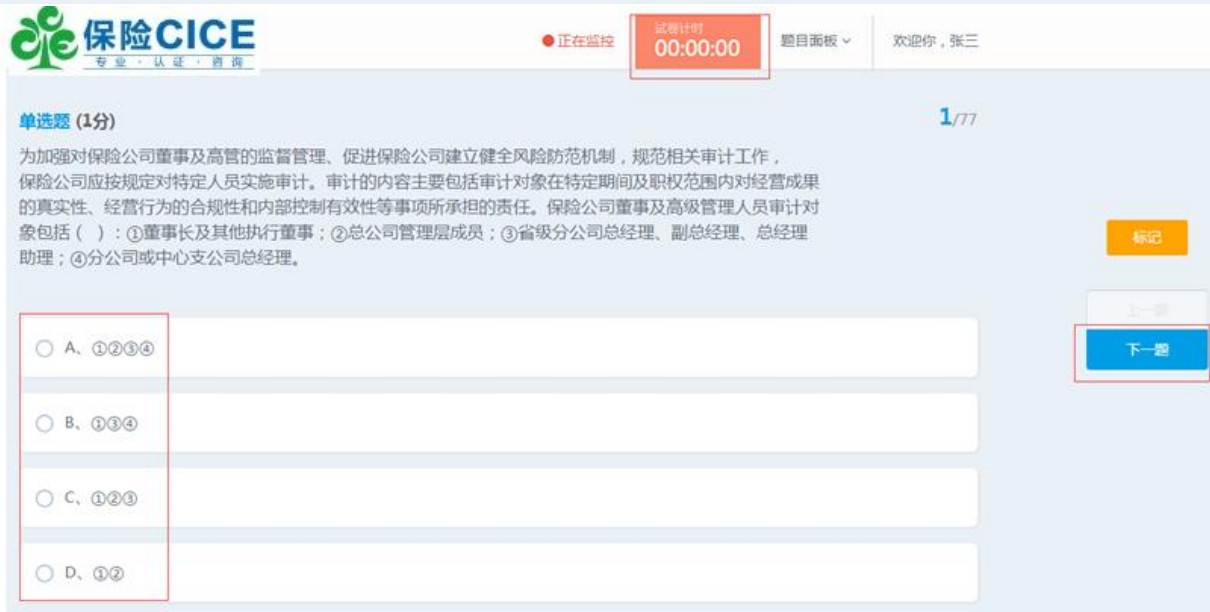 保险CICE
专业·认证·咨询
正在监控
试卷计时
00:00:00
题目面板
欢迎你，张三
单选题 (1分)
1/77
为加强对保险公司董事及高管的监督管理、促进保险公司建立健全风险防范机制，规范相关审计工作，
保险公司应按规定对特定人员实施审计。审计的内容主要包括审计对象在特定期间及职权范围内对经营成果
的真实性、经营行为的合规性和内部控制有效性等事项所承担的责任。保险公司董事及高级管理人员审计对
象包括（ ）：①董事长及其他执行董事；②总公司管理层成员；③省级分公司总经理、副总经理、总经理
助理；④分公司或中心支公司总经理。
标记
上一题
下一题
A、①②③④
B、①③④
C、①②③
D、①②